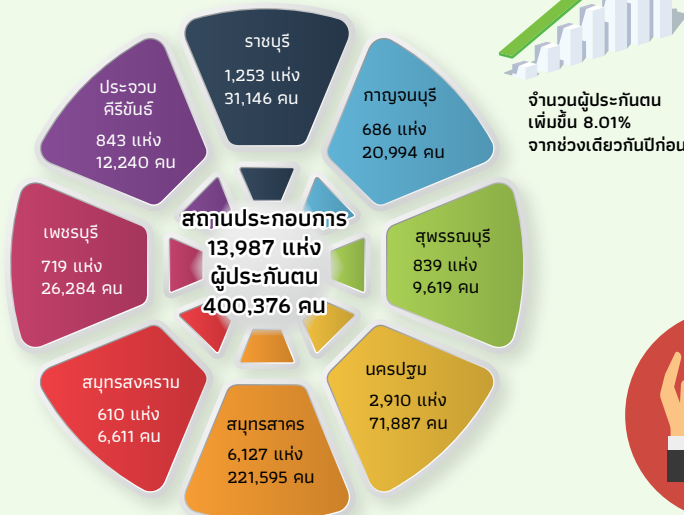 ราชบุรี
1,253 แห่ง
31,146 คน
กาญจนบุรี
686 แห่ง
20,994 คน
สุพรรณบุรี
839 แห่ง
9,619 คน
นครปฐม
2,910 แห่ง
71,887 คน
สมุทรสาคร
6,127 แห่ง
221,595 คน
สมุทรสงคราม
610 แห่ง
6,611 คน
เพชรบุรี
719 แห่ง
26,284 คน
ประจวบ
คีรีขันธ์
843 แห่ง
12,240 คน
สถานประกอบการ
13,987 แห่ง
ผู้ประกันตน
400,376 คน
จำนวนผู้ประกันตน
เพิ่มขึ้น 8.01%
จากช่วงเดียวกันปีก่อน